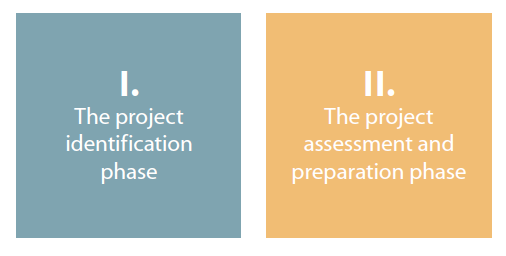 I.
The project
identification
phase
II.
The project
assessment and
preparation phase